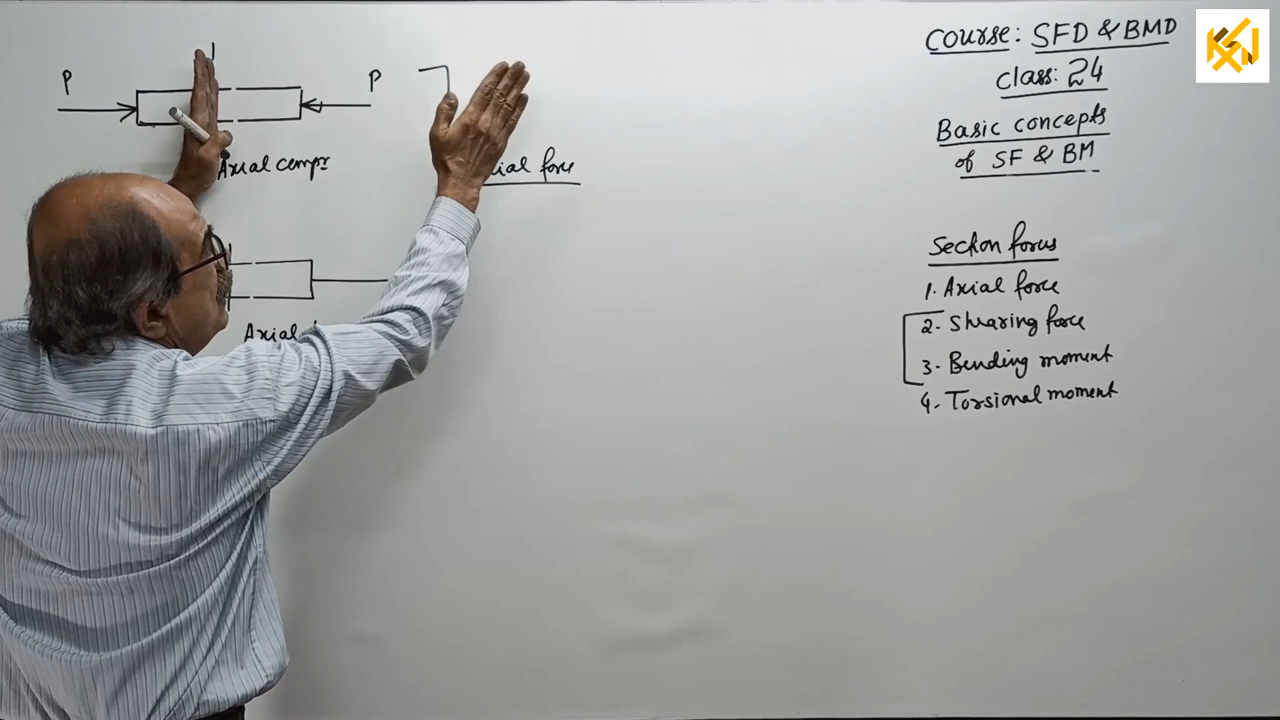 P
P
Axial compr
ial force
Axial
Course: SFD & BMD
Class: 24
Basic concepts
of SF & BM
Section forces
1. Axial force
2. Shearing force
3. Bending moment
4. Torsional moment